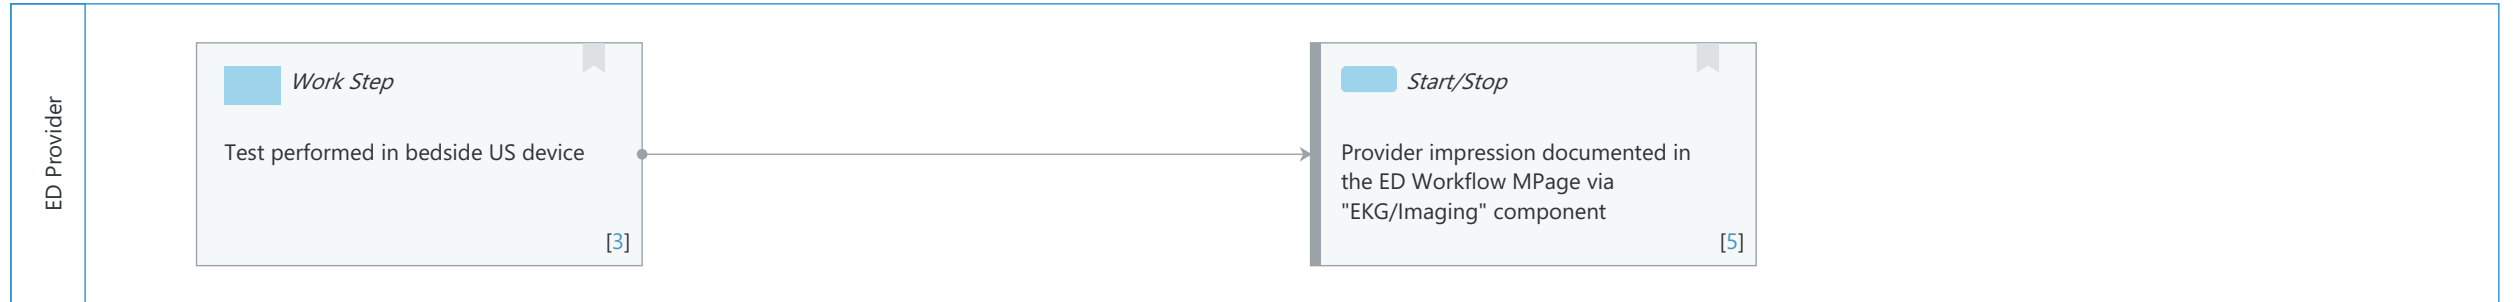 ED Provider
Work Step
Test performed in bedside US device
[3]
Start/Stop
Provider impression documented in
the ED Workflow MPage via
"EKG/Imaging" component
[5]